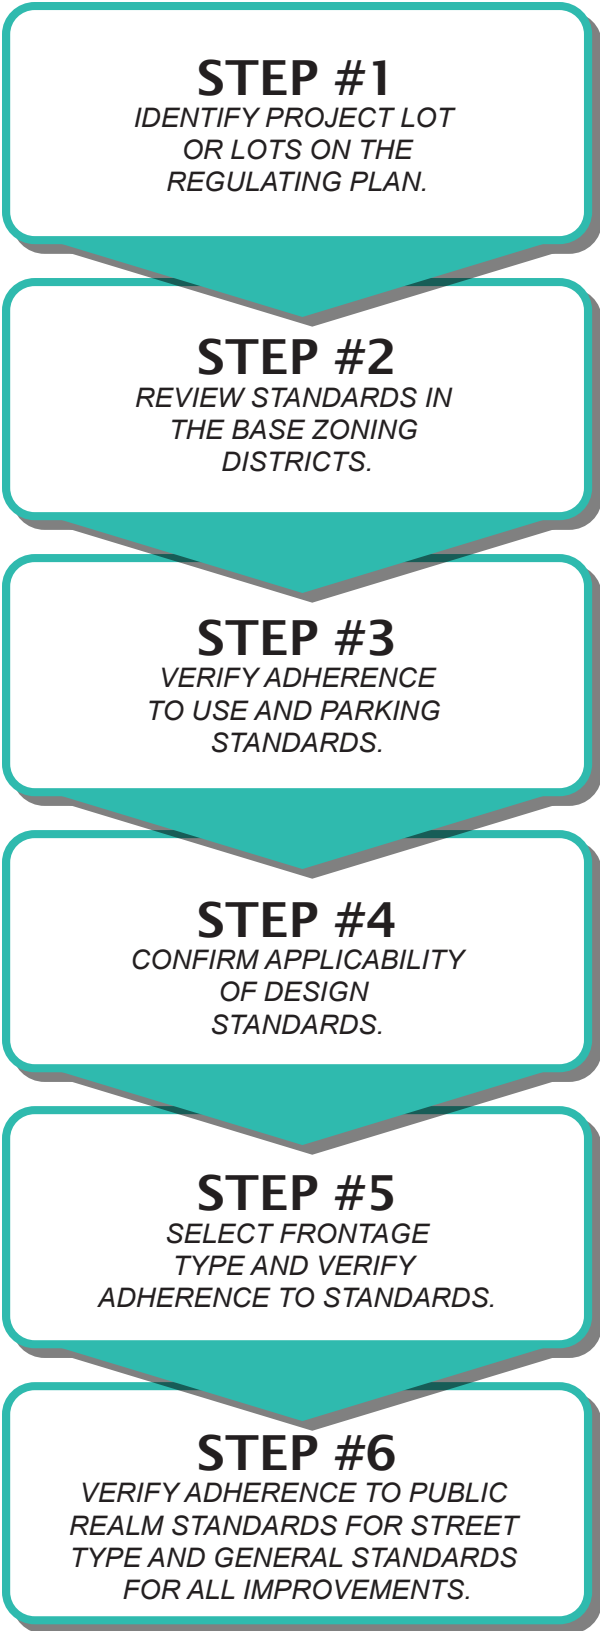 STEP #1
IDENTIFY PROJECT LOT
OR LOTS ON THE
REGULATING PLAN.
STEP #2
REVIEW STANDARDS IN
THE BASE ZONING
DISTRICTS.
STEP #3
VERIFY ADHERENCE
TO USE AND PARKING
STANDARDS.
STEP #4
CONFIRM APPLICABILITY
OF DESIGN
STANDARDS.
STEP #5
SELECT FRONTAGE
TYPE AND VERIFY
ADHERENCE TO STANDARDS.
STEP #6
VERIFY ADHERENCE TO PUBLIC
REALM STANDARDS FOR STREET
TYPE AND GENERAL STANDARDS
FOR ALL IMPROVEMENTS.